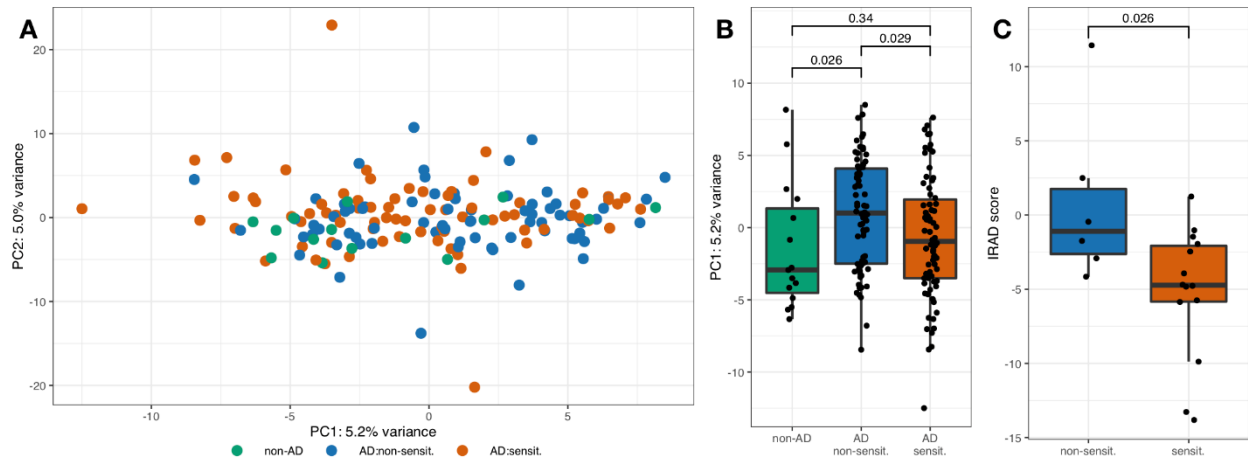 A
PC2: 5.0% variance
20
10
0
-10
-20
-10
-5
0
5
PC1: 5.2% variance
non-AD
AD:non-sensit.
AD:sensit.
B
0.34
0.029
0.026
PC1: 5.2% variance
10
5
0
-5
-10
non-AD
AD
non-sensit.
AD
sensit.
C
0.026
IRAD score
10
5
0
-5
-10
-15
non-sensit.
sensit.